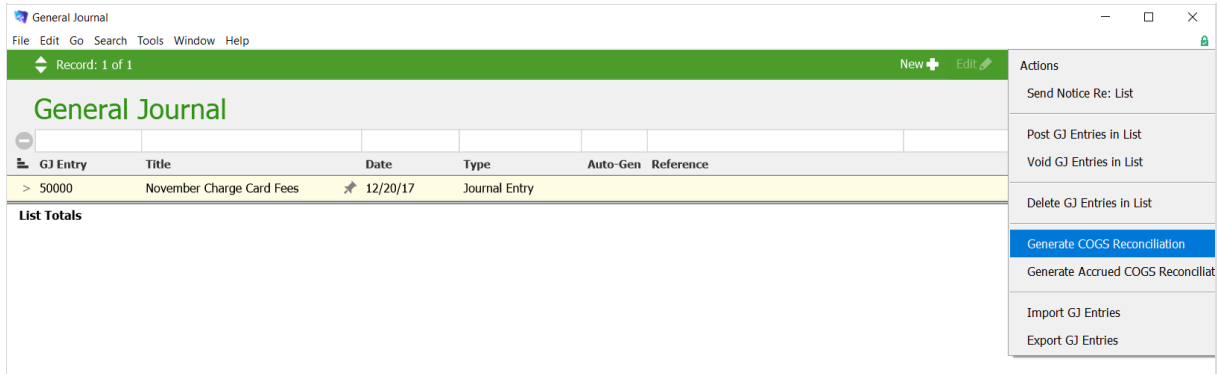 General Journal
File Edit Go Search Tools Window Help
Record: 1 of 1 New Edit
General Journal
GJ Entry Title Date Type Auto-Gen Reference
> 50000 November Charge Card Fees 12/20/17 Journal Entry
List Totals
Actions
Send Notice Re: List
Post GJ Entries in List
Void GJ Entries in List
Delete GJ Entries in List
Generate COGS Reconciliation
Generate Accrued COGS Reconciliat
Import GJ Entries
Export GJ Entries